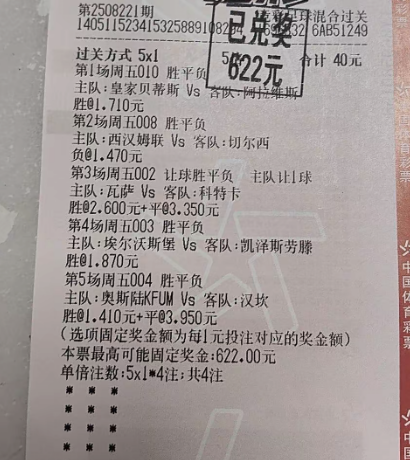 第2508221期
过关方式 5x1
合计 40元
已兑奖
622元
第1场周五010 胜平负
主队:皇家贝蒂斯 Vs 客队:阿拉维斯
胜@1.710元
第2场周五008 胜平负
主队:西汉姆联 Vs 客队:切尔西
负@1.470元
第3场周五002 让球胜平负 主队让1球
主队:瓦萨 Vs 客队:科特卡
胜@2.600元+平@3.350元
第4场周五003 胜平负
主队:埃尔沃斯堡 Vs 客队:凯泽斯劳滕
胜@1.870元
第5场周五004 胜平负
主队:奥斯陆KFUM Vs 客队:汉坎
胜@1.410元+平@3.950元
(选项固定奖金额为每1元投注对应的奖金额)
本票最高可能固定奖金:622.00元
单倍注数:5x1*4注;共4注
* * *
* * *
* * *
* * *
中国体育彩票
中国